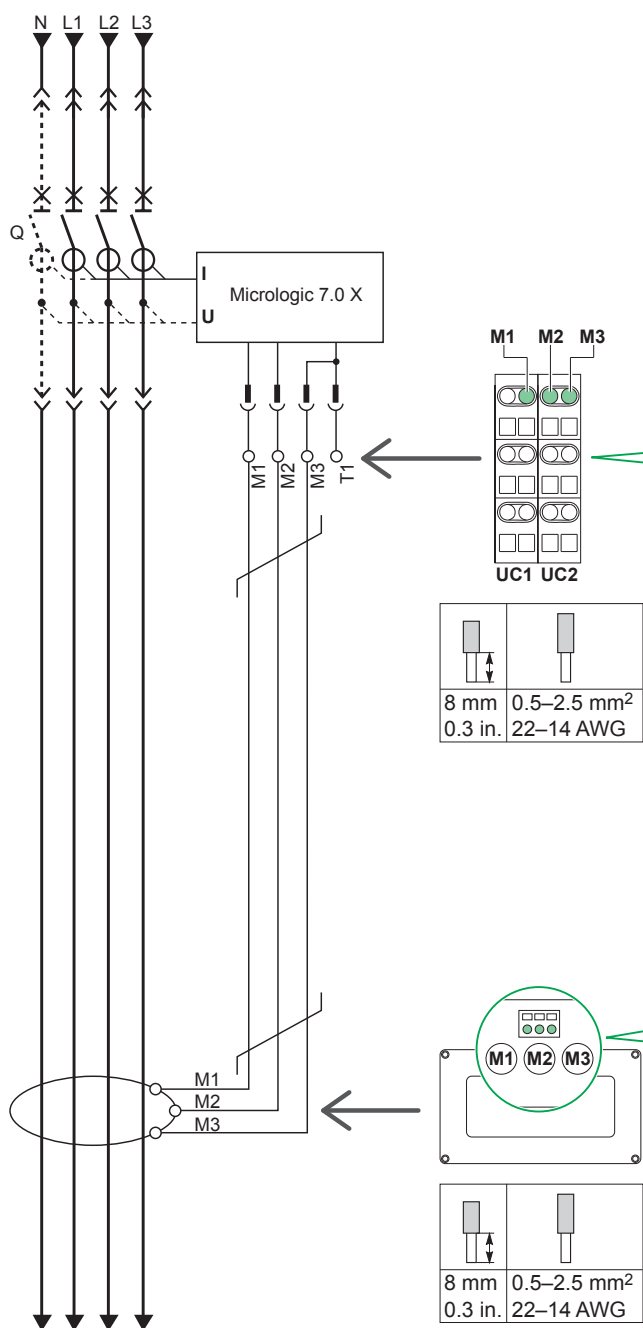 N L1 L2 L3
Q
I
Micrologic 7.0 X
U
M1 M2 M3
M1
M2
M3
T1
UC1 UC2
8 mm 0.5–2.5 mm²
0.3 in. 22–14 AWG
M1 M2 M3
M1
M2
M3
8 mm 0.5–2.5 mm²
0.3 in. 22–14 AWG